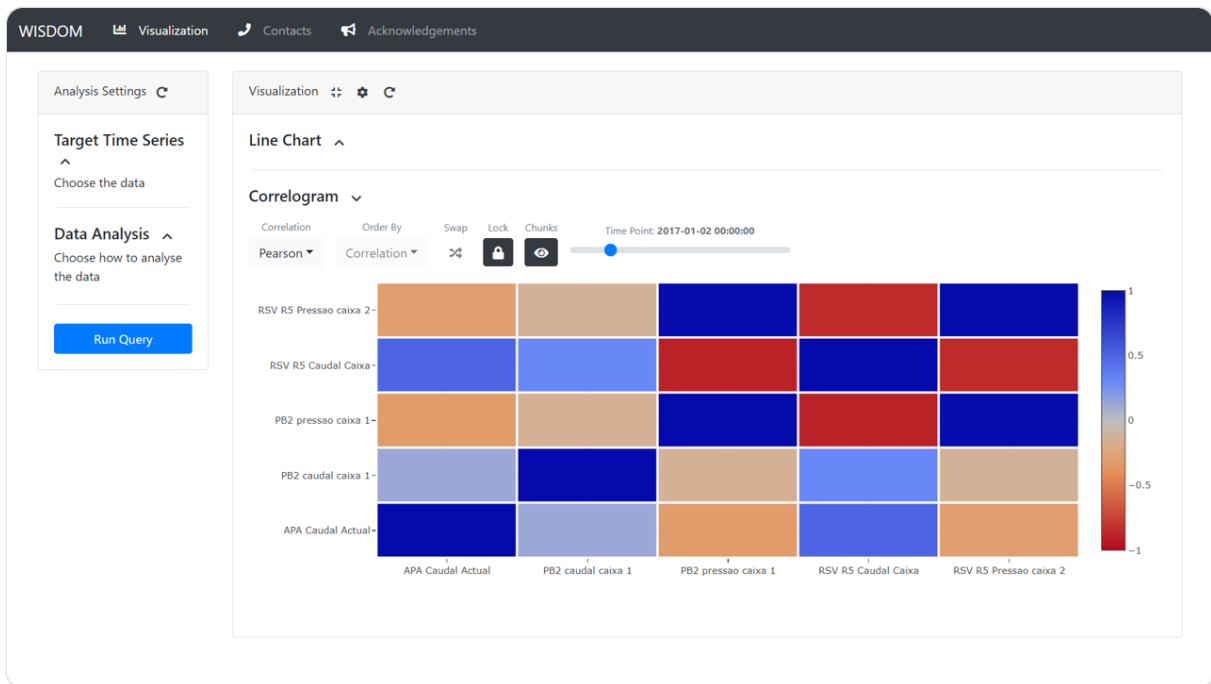 WISDOM Visualization Contacts Acknowledgements
Analysis Settings
Target Time Series
Choose the data
Data Analysis
Choose how to analyse
the data
Run Query
Visualization
Line Chart
Correlogram
Correlation Order By Swap Lock Chunks Time Point: 2017-01-02 00:00:00
Pearson Correlation
RSV R5 Pressao caixa 2
RSV R5 Caudal Caixa
PB2 pressao caixa 1
PB2 caudal caixa 1
APA Caudal Actual
APA Caudal Actual PB2 caudal caixa 1 PB2 pressao caixa 1 RSV R5 Caudal Caixa RSV R5 Pressao caixa 2
1
0.5
0
−0.5
−1